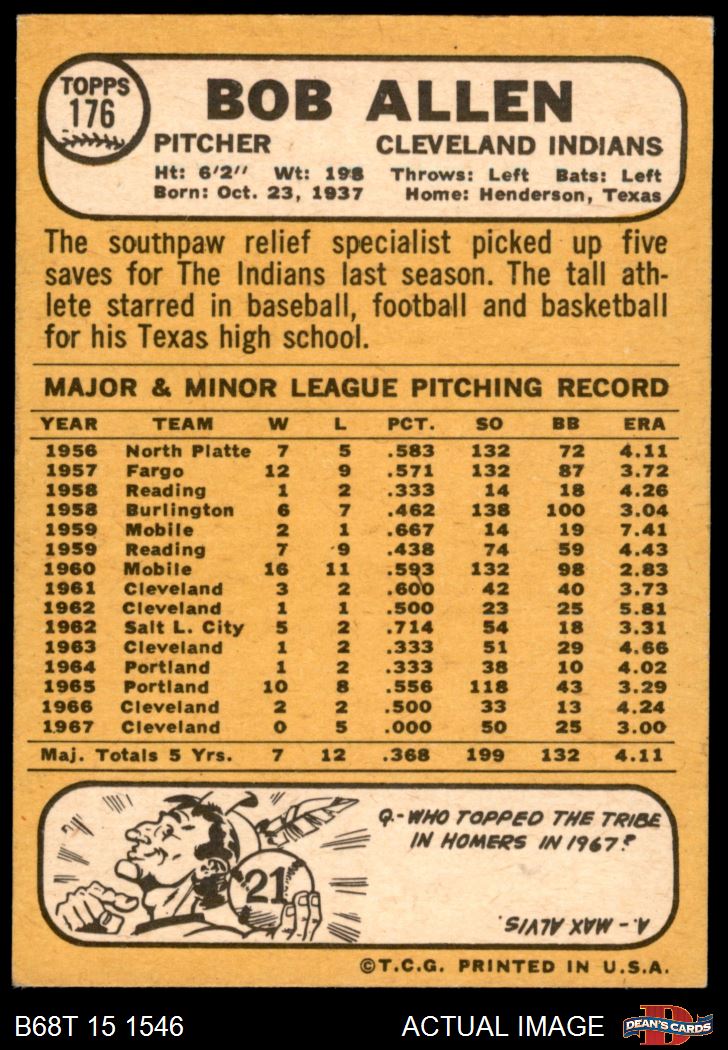 TOPPS
176
BOB ALLEN
PITCHER CLEVELAND INDIANS
Ht: 6'2" Wt: 198 Throws: Left Bats: Left
Born: Oct. 23, 1937 Home: Henderson, Texas
The southpaw relief specialist picked up five
saves for The Indians last season. The tall ath-
lete starred in baseball, football and basketball
for his Texas high school.
MAJOR & MINOR LEAGUE PITCHING RECORD
YEAR TEAM W L PCT. SO BB ERA
1956 North Platte 7 5 .583 132 72 4.11
1957 Fargo 12 9 .571 132 87 3.72
1958 Reading 1 2 .333 14 18 4.26
1958 Burlington 6 7 .462 138 100 3.04
1959 Mobile 2 1 .667 14 19 7.41
1959 Reading 7 9 .438 74 59 4.43
1960 Mobile 16 11 .593 132 98 2.83
1961 Cleveland 3 2 .600 42 40 3.73
1962 Cleveland 1 1 .500 23 25 5.81
1962 Salt L. City 5 2 .714 54 18 3.31
1963 Cleveland 1 2 .333 51 29 4.66
1964 Portland 1 2 .333 38 10 4.02
1965 Portland 10 8 .556 118 43 3.29
1966 Cleveland 2 2 .500 33 13 4.24
1967 Cleveland 0 5 .000 50 25 3.00
Maj. Totals 5 Yrs. 7 12 .368 199 132 4.11
21
Q-WHO TOPPED THE TRIBE
IN HOMERS IN 1967?
A. - MAX ALVIS.
©T.C.G. PRINTED IN U.S.A.
B68T 15 1546 ACTUAL IMAGE
D
DEAN'S CARDS